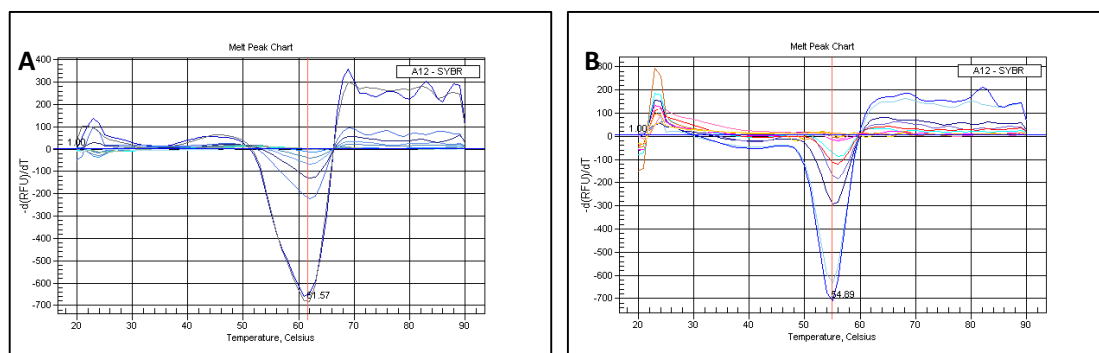 A
Melt Peak Chart
A12 - SYBR
-d(RFU)/dT
400
300
200
100
0
-100
-200
-300
-400
-500
-600
-700
1.00
61.57
20 30 40 50 60 70 80 90
Temperature, Celsius
B
Melt Peak Chart
A12 - SYBR
-d(RFU)/dT
300
200
100
0
-100
-200
-300
-400
-500
-600
-700
1.00
54.89
20 30 40 50 60 70 80 90
Temperature, Celsius